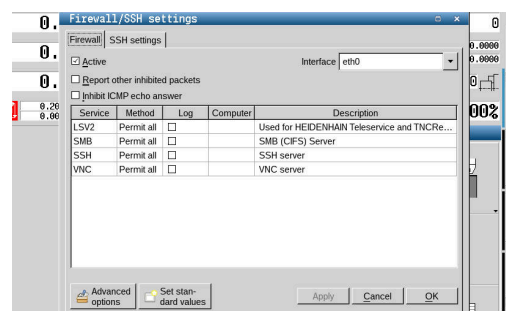 Firewall/SSH settings
0.
0
Firewall
SSH settings
0.0000
0.0000
0.
Active
Interface
eth0
0.
Report other inhibited packets
0
Inhibit ICMP echo answer
0.20
0.00
00%
Service Method Log Computer Description
LSV2 Permit all Used for HEIDENHAIN Teleservice and TNCRe...
SMB Permit all SMB (CIFS) Server
SSH Permit all SSH server
VNC Permit all VNC server
Advanced options
Set stan-
dard values
Apply
Cancel
OK